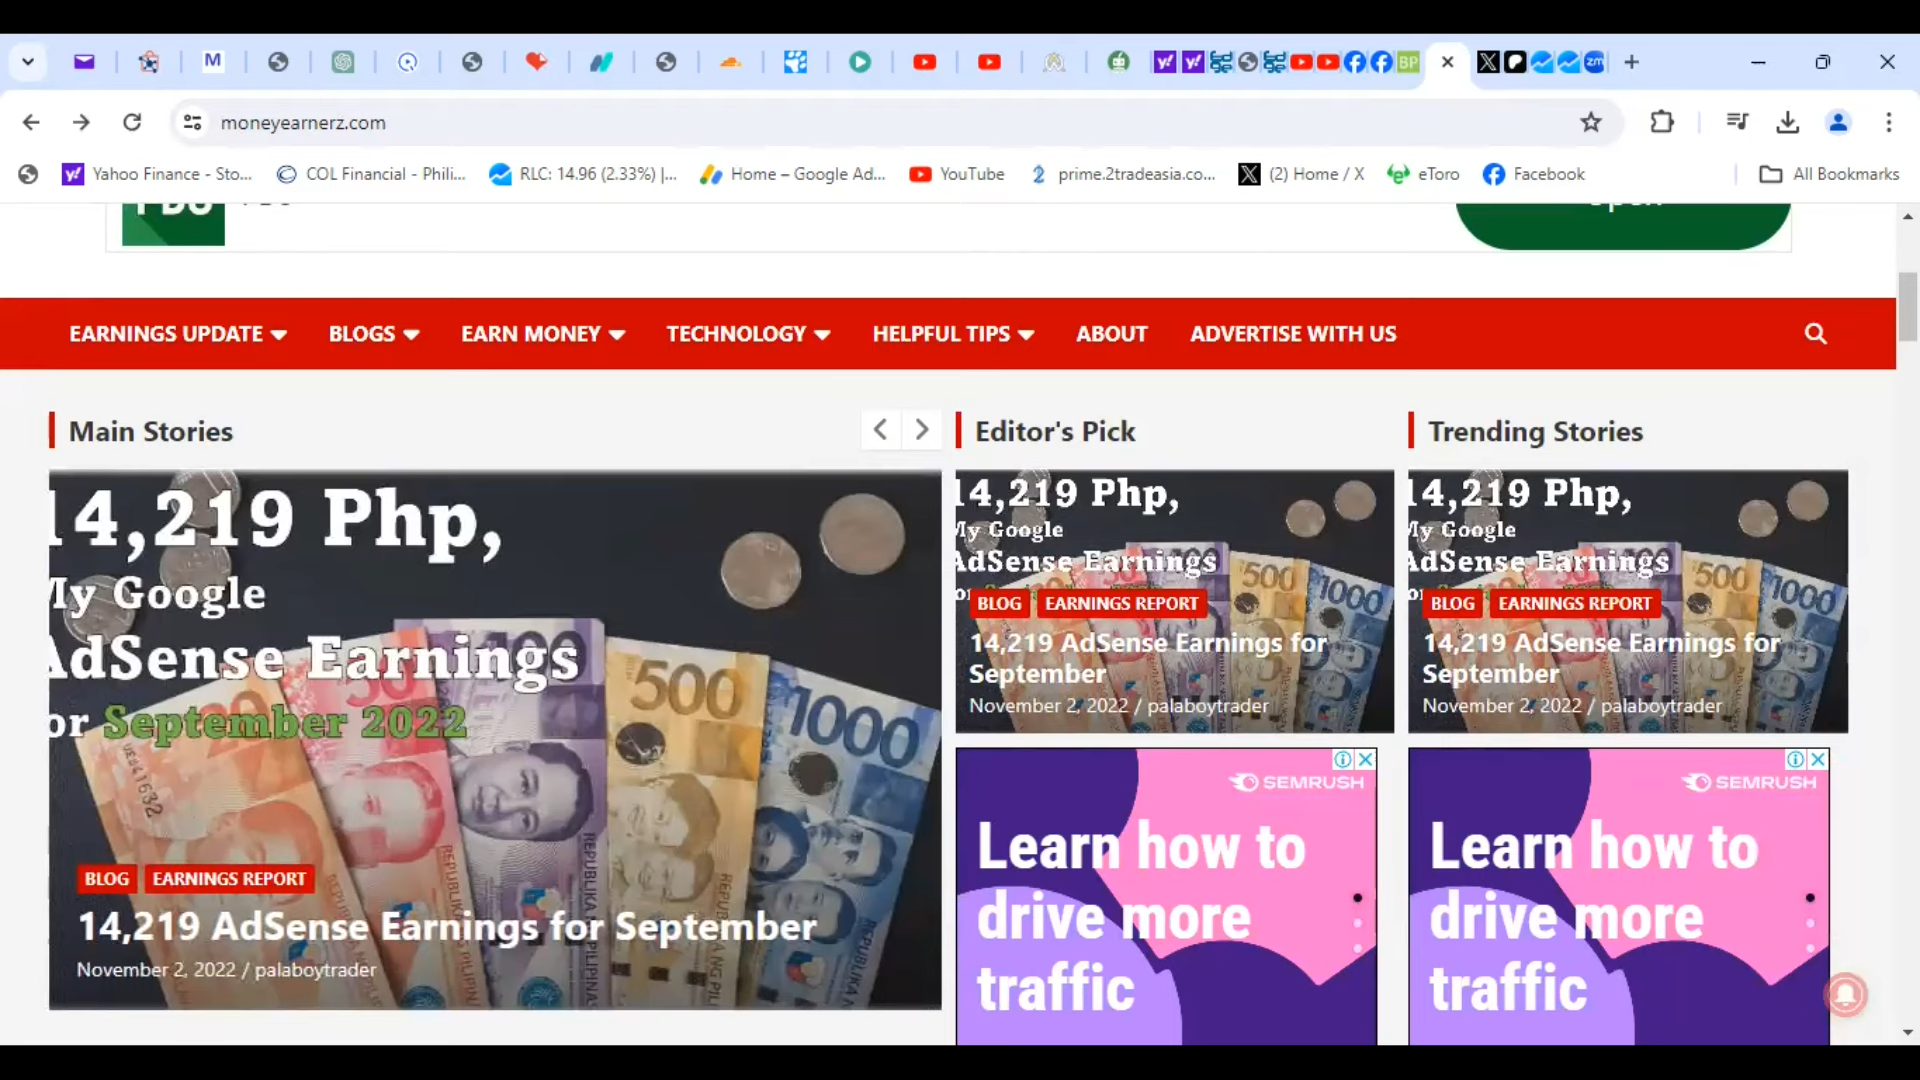 moneyearnerz.com
Yahoo Finance - Sto...
COL Financial - Phili...
RLC: 14.96 (2.33%) |...
Home – Google Ad...
YouTube
prime.2tradeasia.co...
(2) Home / X
eToro
Facebook
All Bookmarks
EARNINGS UPDATE
BLOGS
EARN MONEY
TECHNOLOGY
HELPFUL TIPS
ABOUT
ADVERTISE WITH US
Main Stories
14,219 Php,
My Google
AdSense Earnings
or September 2022
BLOG
EARNINGS REPORT
14,219 AdSense Earnings for September
November 2, 2022 / palaboytrader
Editor's Pick
14,219 Php,
My Google
AdSense Earnings
BLOG
EARNINGS REPORT
14,219 AdSense Earnings for
September
November 2, 2022 / palaboytrader
SEMRUSH
Learn how to
drive more
traffic
Trending Stories
14,219 Php,
My Google
AdSense Earnings
BLOG
EARNINGS REPORT
14,219 AdSense Earnings for
September
November 2, 2022 / palaboytrader
SEMRUSH
Learn how to
drive more
traffic